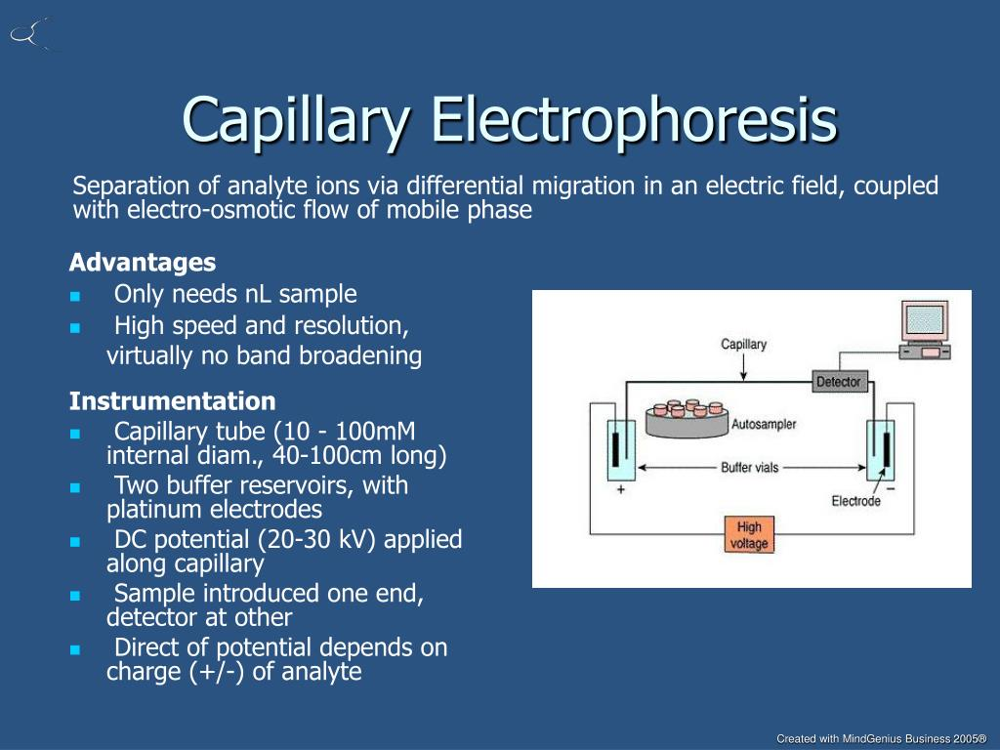 Capillary Electrophoresis
Separation of analyte ions via differential migration in an electric field, coupled
with electro-osmotic flow of mobile phase
Advantages
Only needs nL sample
High speed and resolution,
virtually no band broadening
Instrumentation
Capillary tube (10 - 100mM
internal diam., 40-100cm long)
Two buffer reservoirs, with
platinum electrodes
DC potential (20-30 kV) applied
along capillary
Sample introduced one end,
detector at other
Direct of potential depends on
charge (+/-) of analyte
Capillary
Detector
Autosampler
Buffer vials
+
−
Electrode
High
voltage
Created with MindGenius Business 2005®